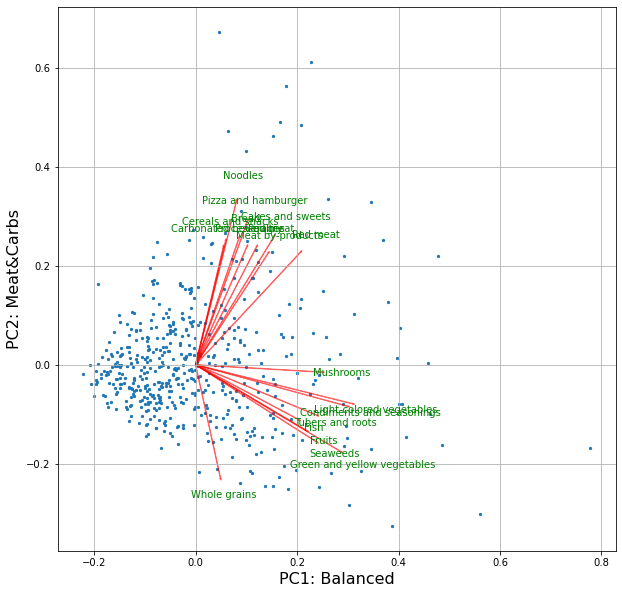 Noodles
Pizza and hamburger
Cakes and sweets
Bread
Cereals and snacks
Red meat
Meat by-products
Mushrooms
Light colored vegetables
Condiments and seasonings
Tubers and roots
Fish
Fruits
Seaweeds
Green and yellow vegetables
Whole grains
0.6
0.4
0.2
0.0
−0.2
PC2: Meat&Carbs
−0.2
0.0
0.2
0.4
0.6
0.8
PC1: Balanced